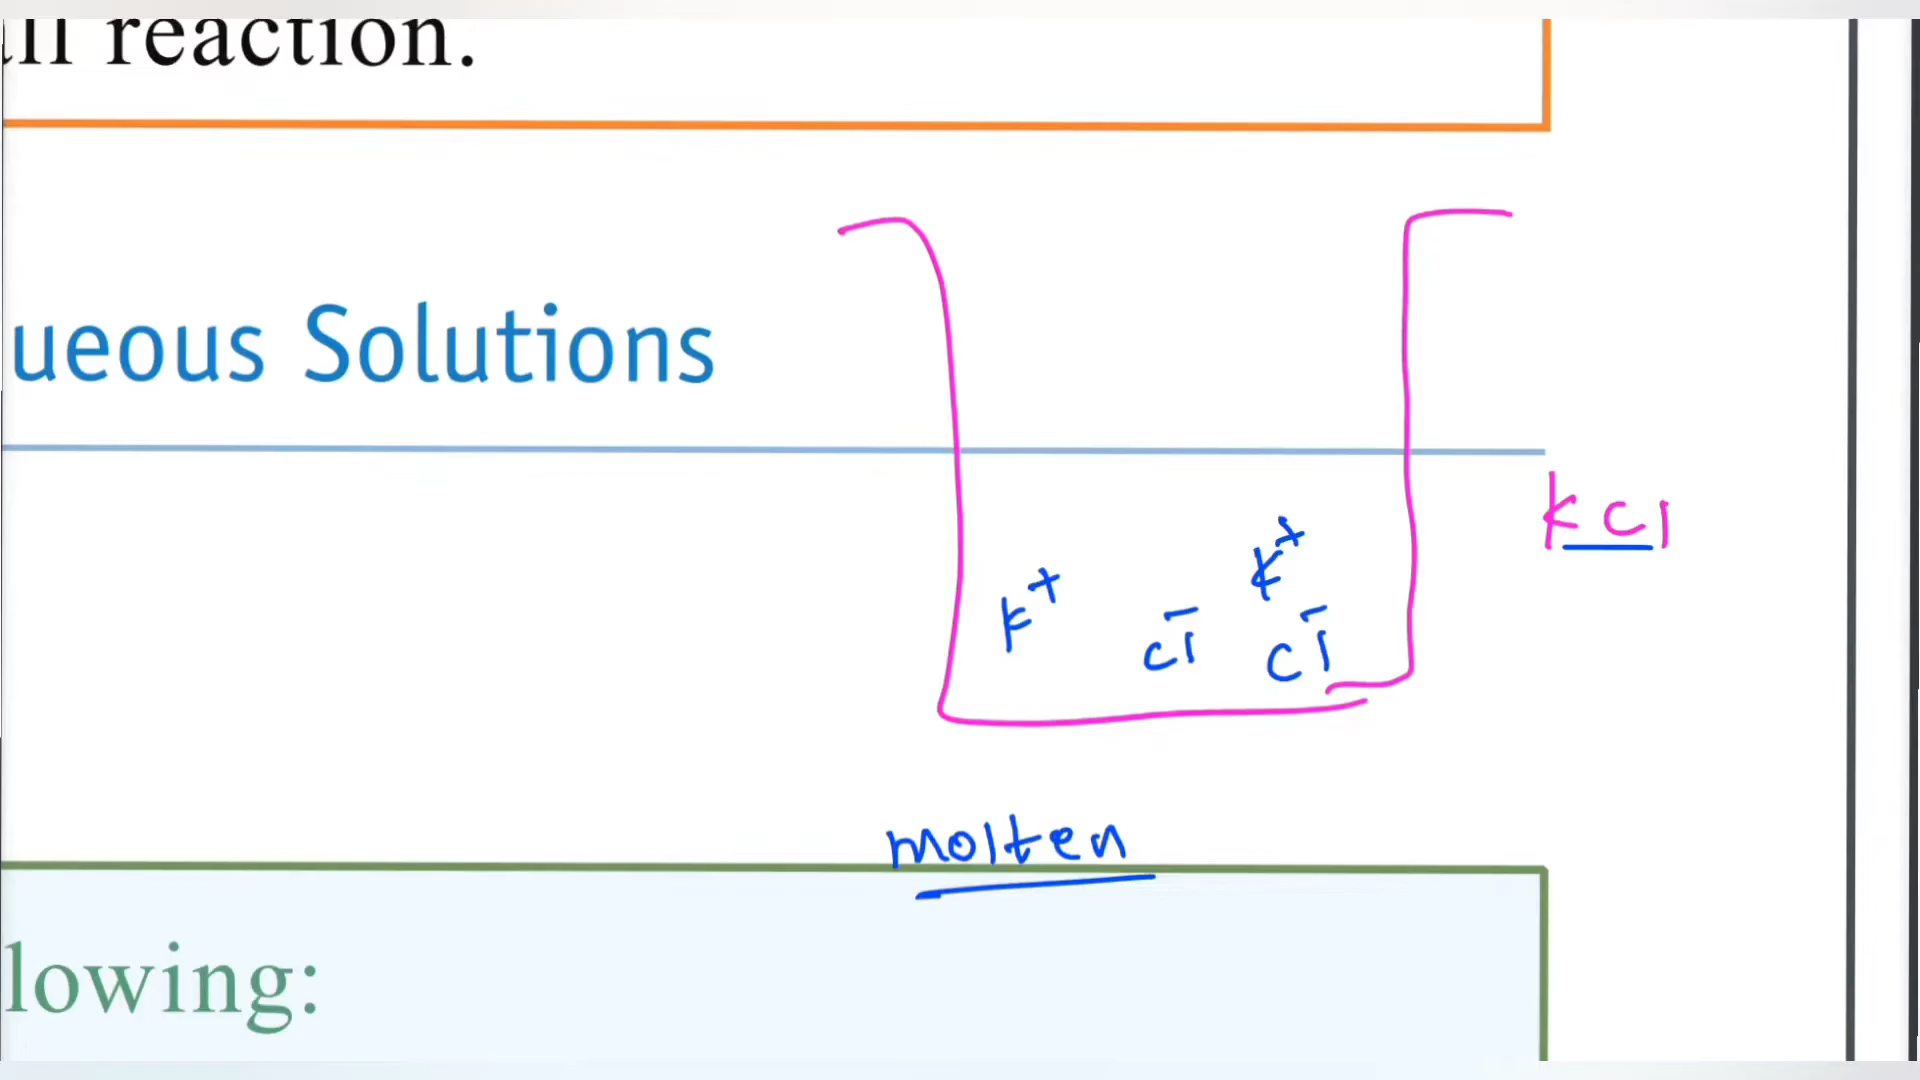 reaction.
ueous Solutions
KCl
K+
K+
Cl-
Cl-
molten
lowing: